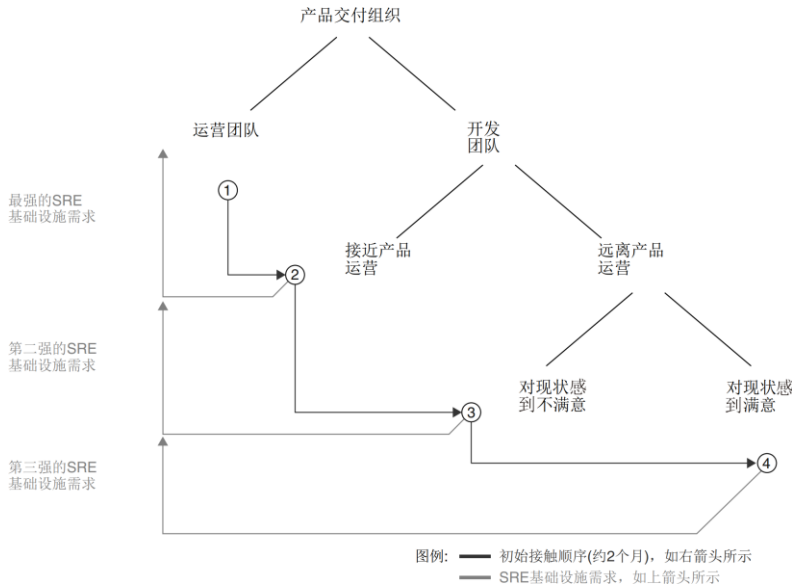 产品交付组织
运营团队
开发
团队
①
最强的SRE
基础设施需求
接近产品
运营
远离产品
运营
②
第二强的SRE
基础设施需求
对现状感
到不满意
对现状感
到满意
③
第三强的SRE
基础设施需求
④
图例:
初始接触顺序(约2个月)，如右箭头所示
SRE基础设施需求，如上箭头所示